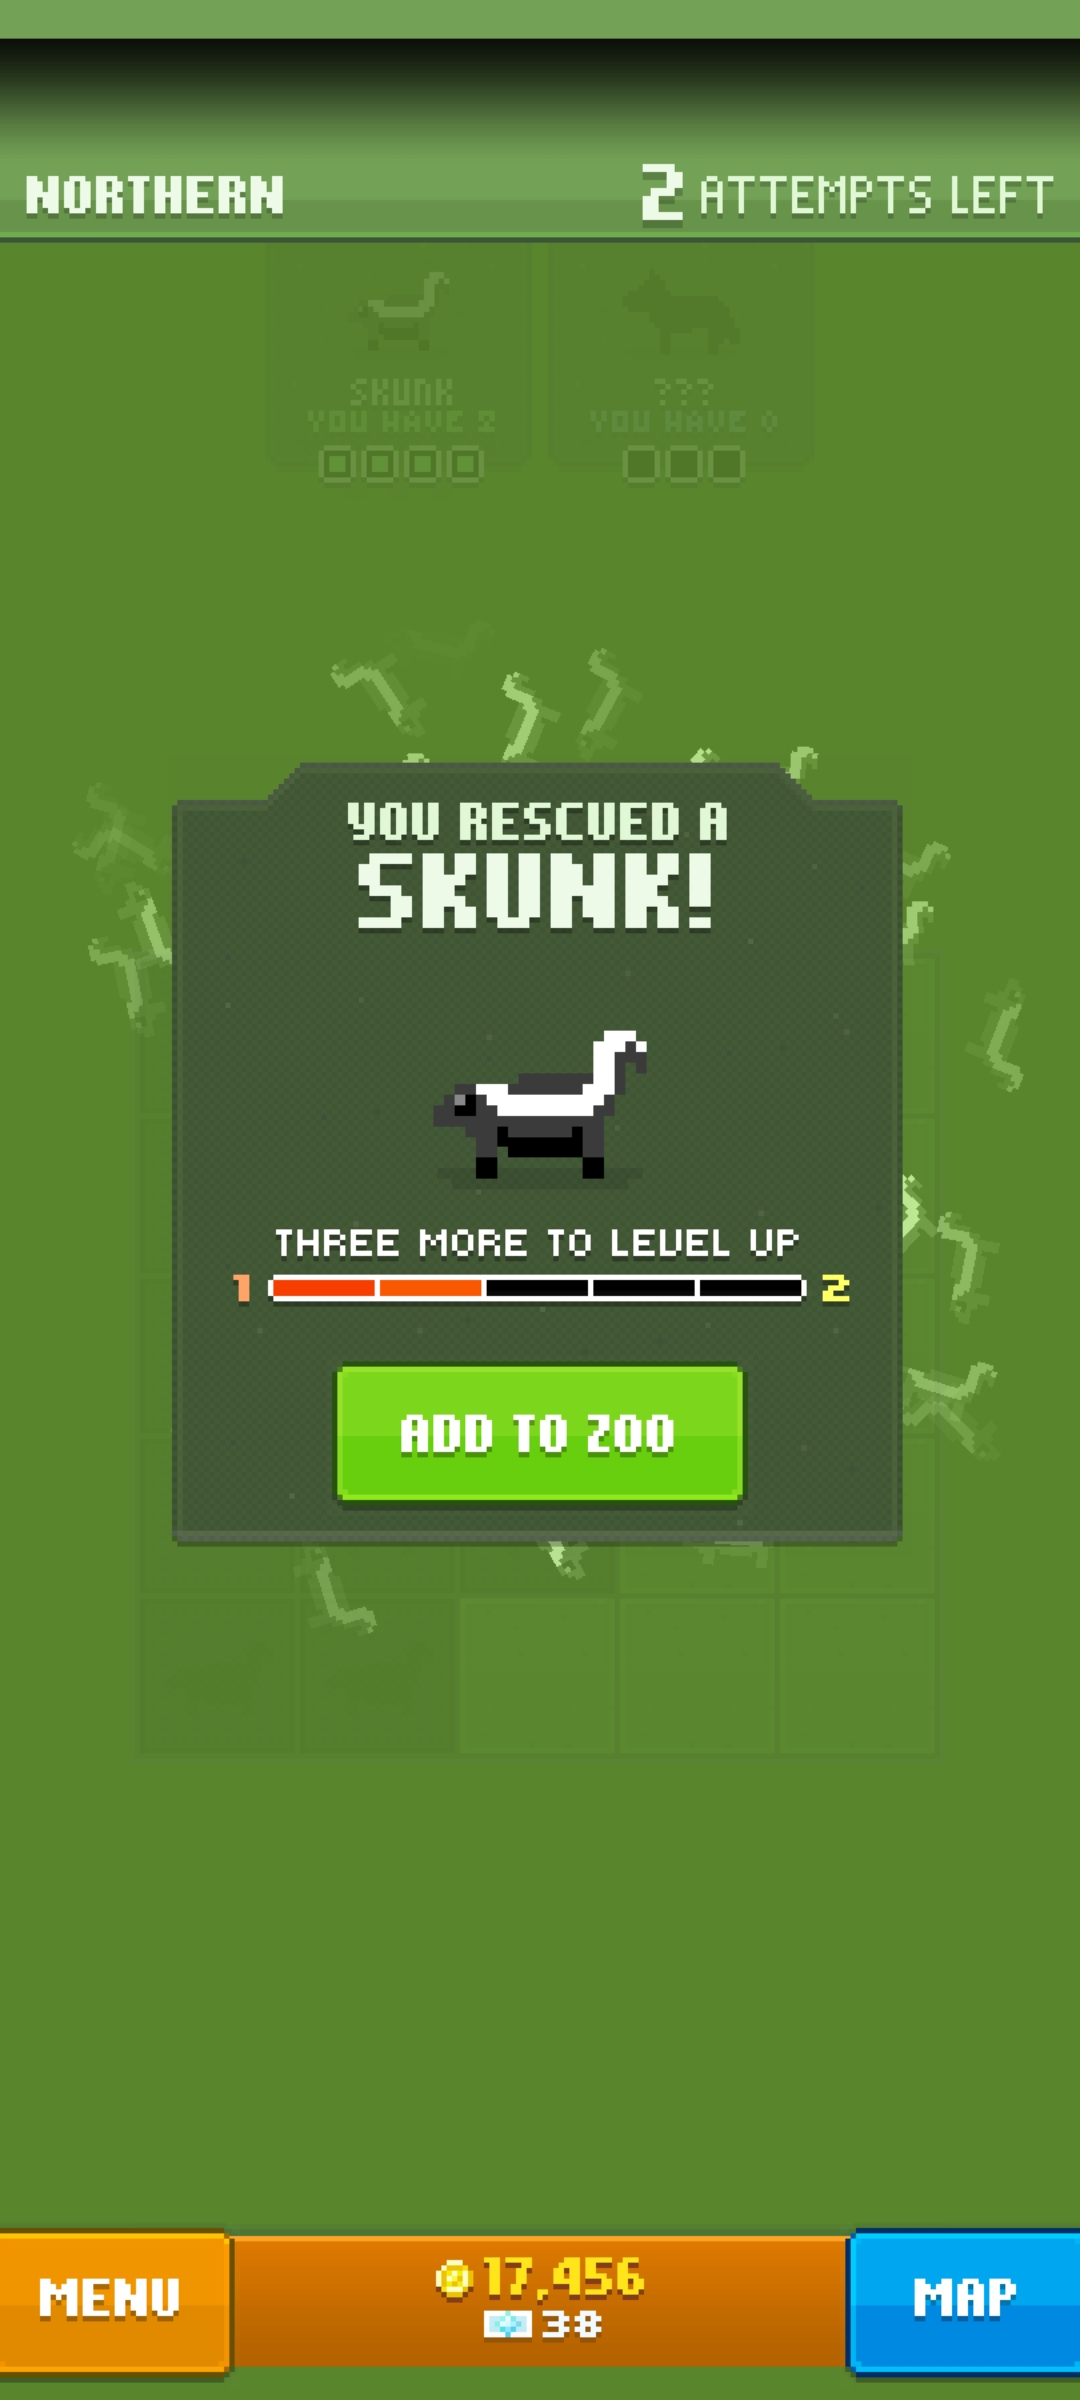 NORTHERN
2 ATTEMPTS LEFT
SKUNK
YOU HAVE 2
???
YOU HAVE 0
YOU RESCUED A
SKUNK!
THREE MORE TO LEVEL UP
1 2
ADD TO ZOO
MENU
17,456
38
MAP